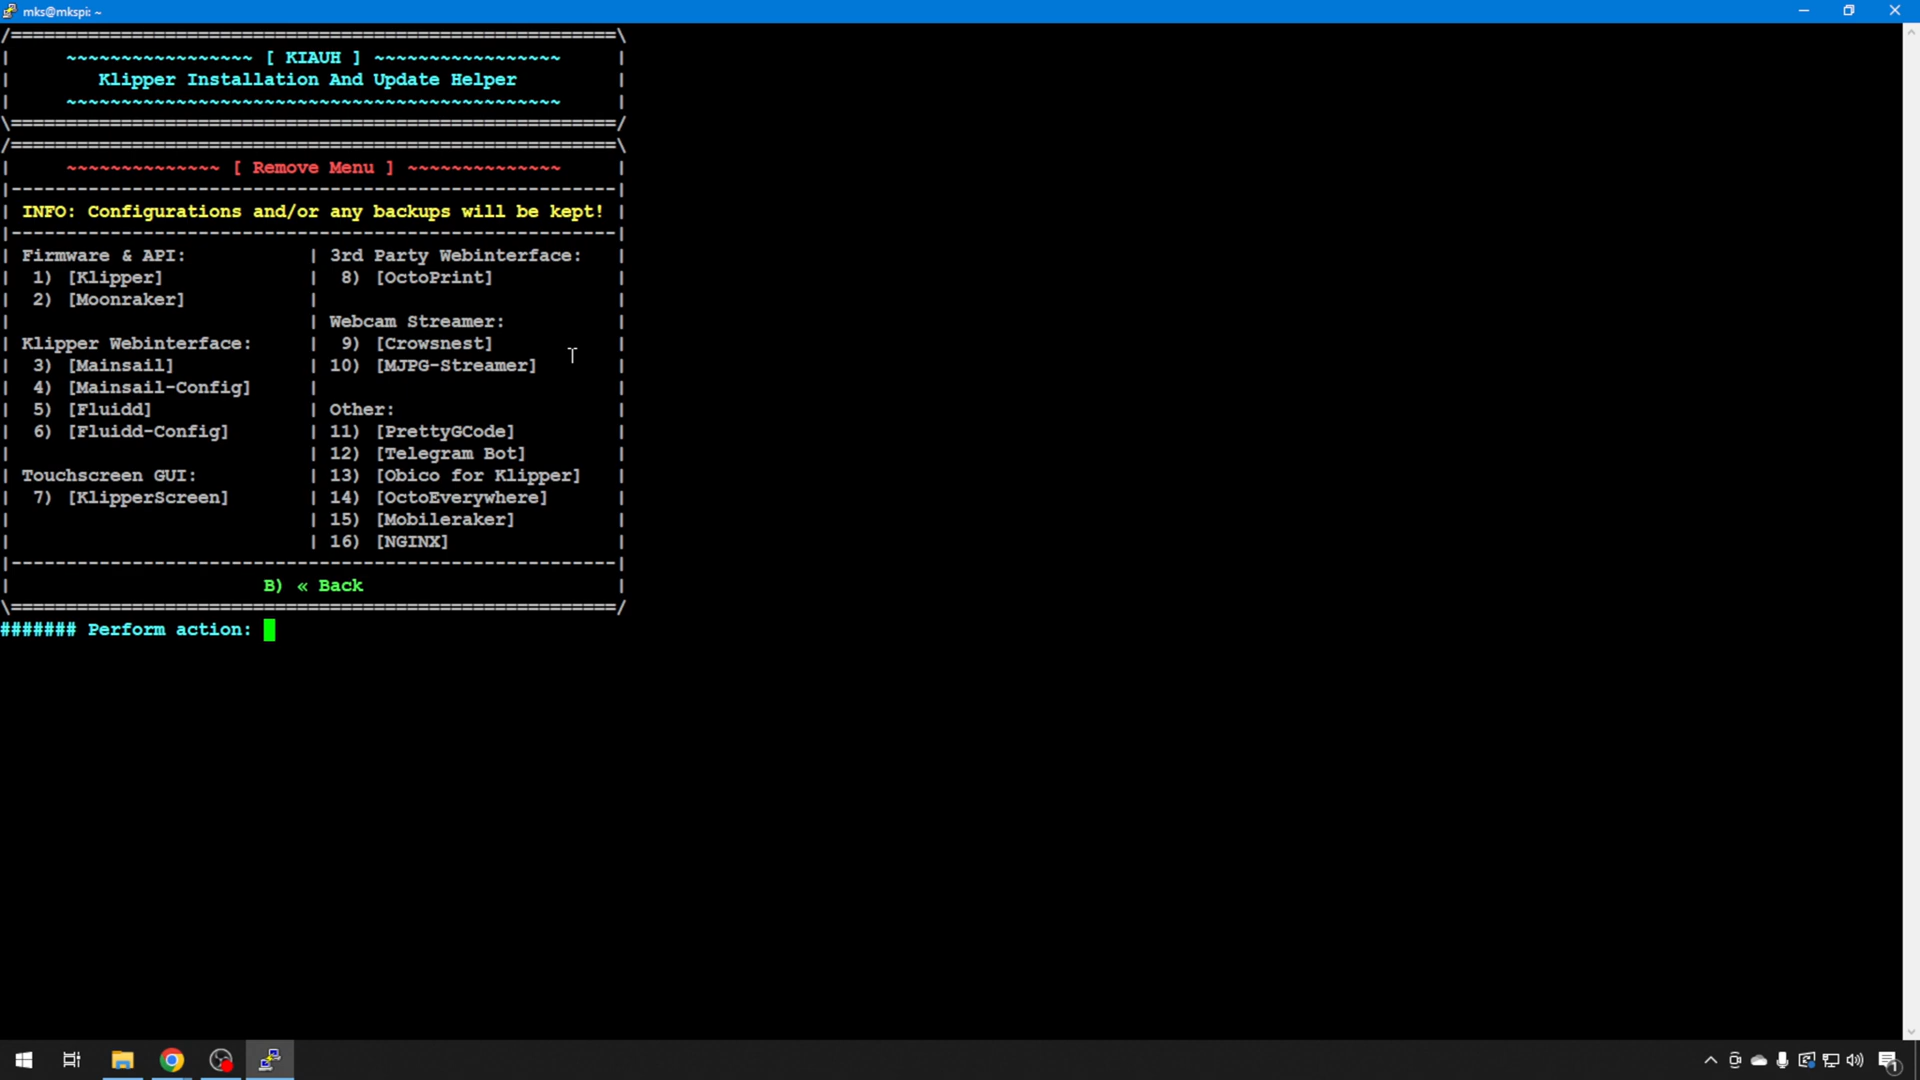 mks@mkspi: ~
/=======================================================\
|     ~~~~~~~~~~~~~~~~~ [ KIAUH ] ~~~~~~~~~~~~~~~~~     |
|        Klipper Installation And Update Helper         |
|     ~~~~~~~~~~~~~~~~~~~~~~~~~~~~~~~~~~~~~~~~~~~~~     |
\=======================================================/
/=======================================================\
|     ~~~~~~~~~~~~~~ [ Remove Menu ] ~~~~~~~~~~~~~~     |
|-------------------------------------------------------|
| INFO: Configurations and/or any backups will be kept! |
|-------------------------------------------------------|
| Firmware & API:           | 3rd Party Webinterface:   |
|  1) [Klipper]             |  8) [OctoPrint]           |
|  2) [Moonraker]           |                           |
|                           | Webcam Streamer:          |
| Klipper Webinterface:     |  9) [Crowsnest]           |
|  3) [Mainsail]            | 10) [MJPG-Streamer]       |
|  4) [Mainsail-Config]     |                           |
|  5) [Fluidd]              | Other:                    |
|  6) [Fluidd-Config]       | 11) [PrettyGCode]         |
|                           | 12) [Telegram Bot]        |
| Touchscreen GUI:          | 13) [Obico for Klipper]   |
|  7) [KlipperScreen]       | 14) [OctoEverywhere]      |
|                           | 15) [Mobileraker]         |
|                           | 16) [NGINX]               |
|-------------------------------------------------------|
|                       B) « Back                       |
\=======================================================/
####### Perform action:
1